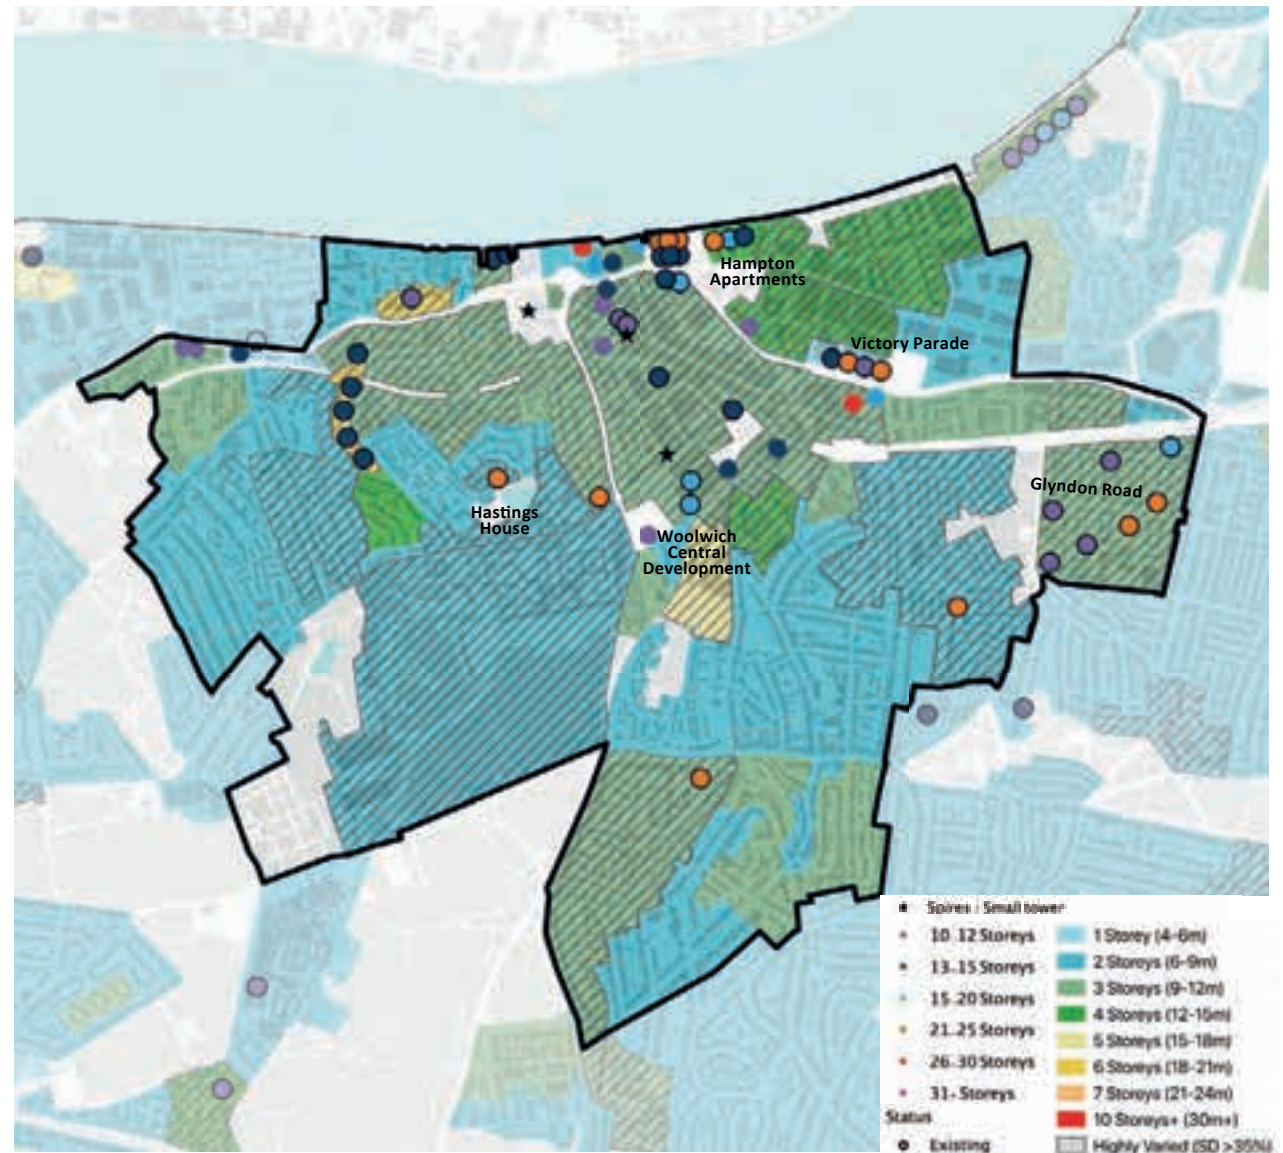 Hampton
Apartments
Victory Parade
Glyndon Road
Hastings
House
Woolwich
Central
Development
Spires / Small tower
10-12 Storeys
13-15 Storeys
15-20 Storeys
21-25 Storeys
26-30 Storeys
31+ Storeys
Status
Existing
1 Storey (4-6m)
2 Storeys (6-9m)
3 Storeys (9-12m)
4 Storeys (12-15m)
5 Storeys (15-18m)
6 Storeys (18-21m)
7 Storeys (21-24m)
10 Storeys+ (30m+)
Highly Varied (SD >35%)